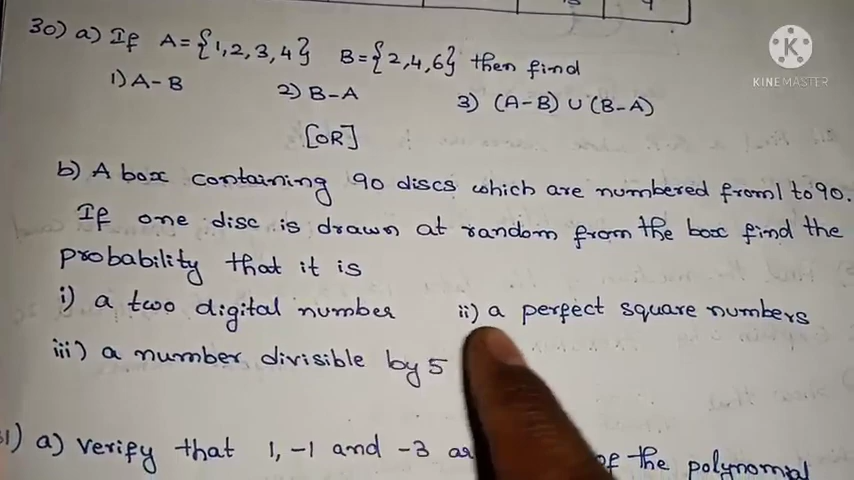 30) a) If A = {1,2,3,4} B = {2,4,6} then find
1) A-B 2) B-A 3) (A-B) ∪ (B-A)
[OR]
b) A box containing 90 discs which are numbered from 1 to 90.
If one disc is drawn at random from the box find the
probability that it is
i) a two digital number ii) a perfect square numbers
iii) a number divisible by 5
a) verify that 1, -1 and -3 of the polynomial
K
KINEMASTER